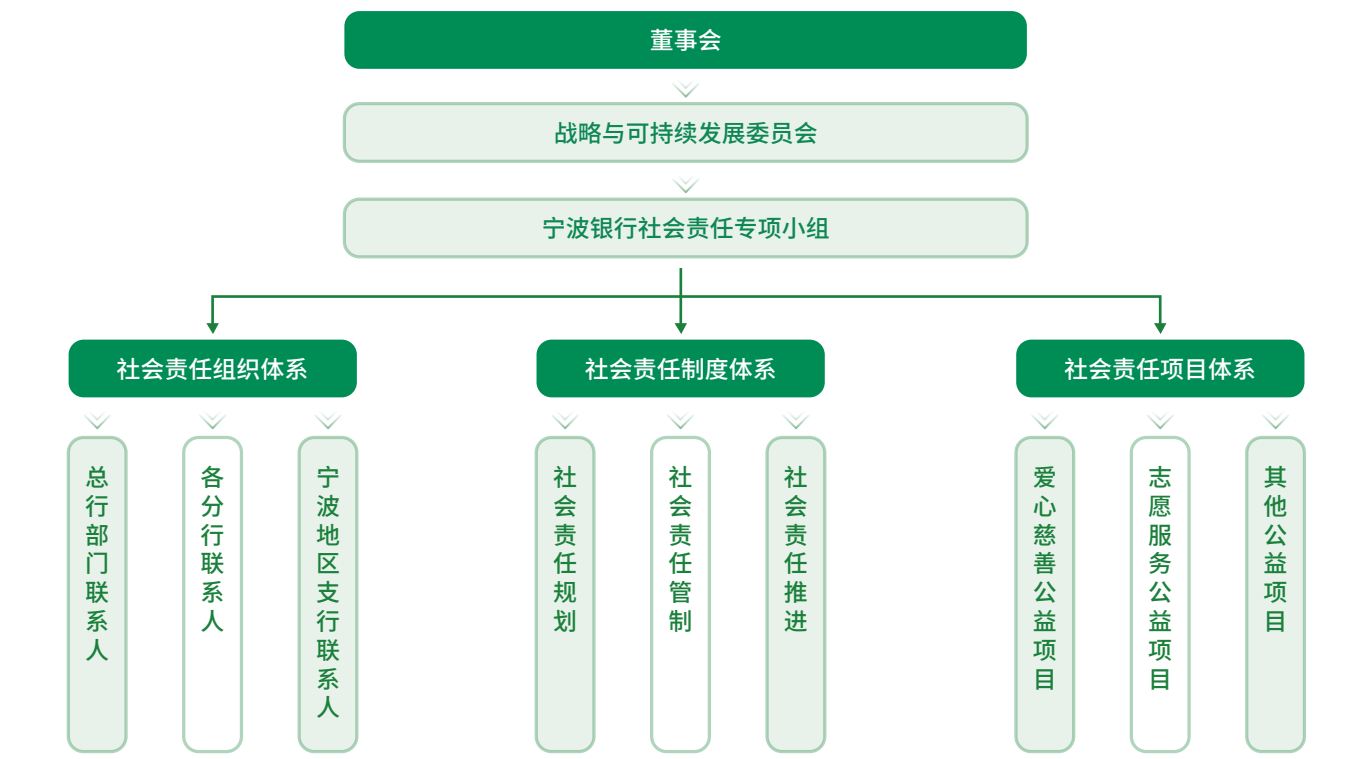 董事会
战略与可持续发展委员会
宁波银行社会责任专项小组
社会责任组织体系
社会责任制度体系
社会责任项目体系
总行部门联系人
各分行联系人
宁波地区支行联系人
社会责任规划
社会责任管制
社会责任推进
爱心慈善公益项目
志愿服务公益项目
其他公益项目